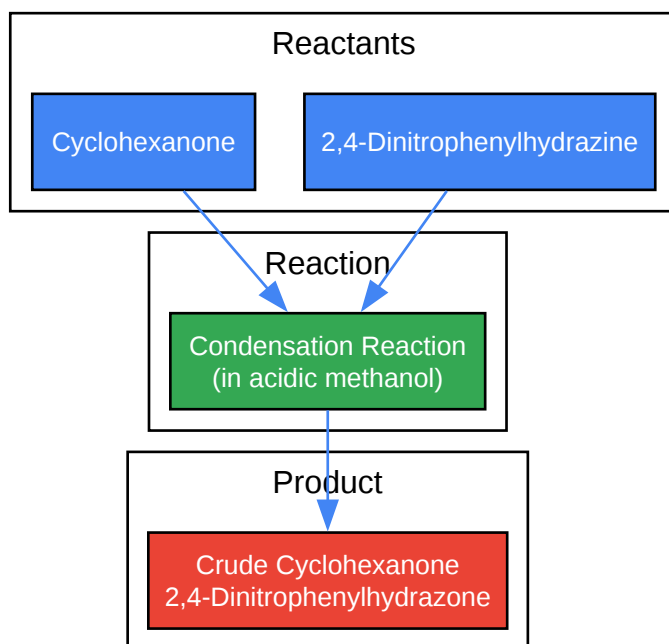 Reactants
Cyclohexanone
2,4-Dinitrophenylhydrazine
Reaction
Condensation Reaction
(in acidic methanol)
Product
Crude Cyclohexanone
2,4-Dinitrophenylhydrazone